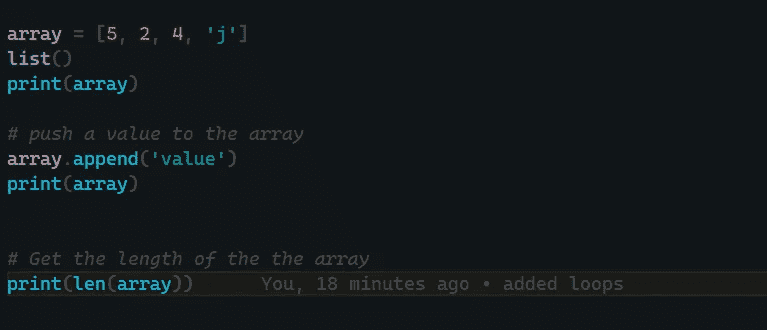 array = [5, 2, 4, 'j']
list()
print(array)
# push a value to the array
array.append('value')
print(array)
# Get the length of the the array
print(len(array)) You, 18 minutes ago • added loops